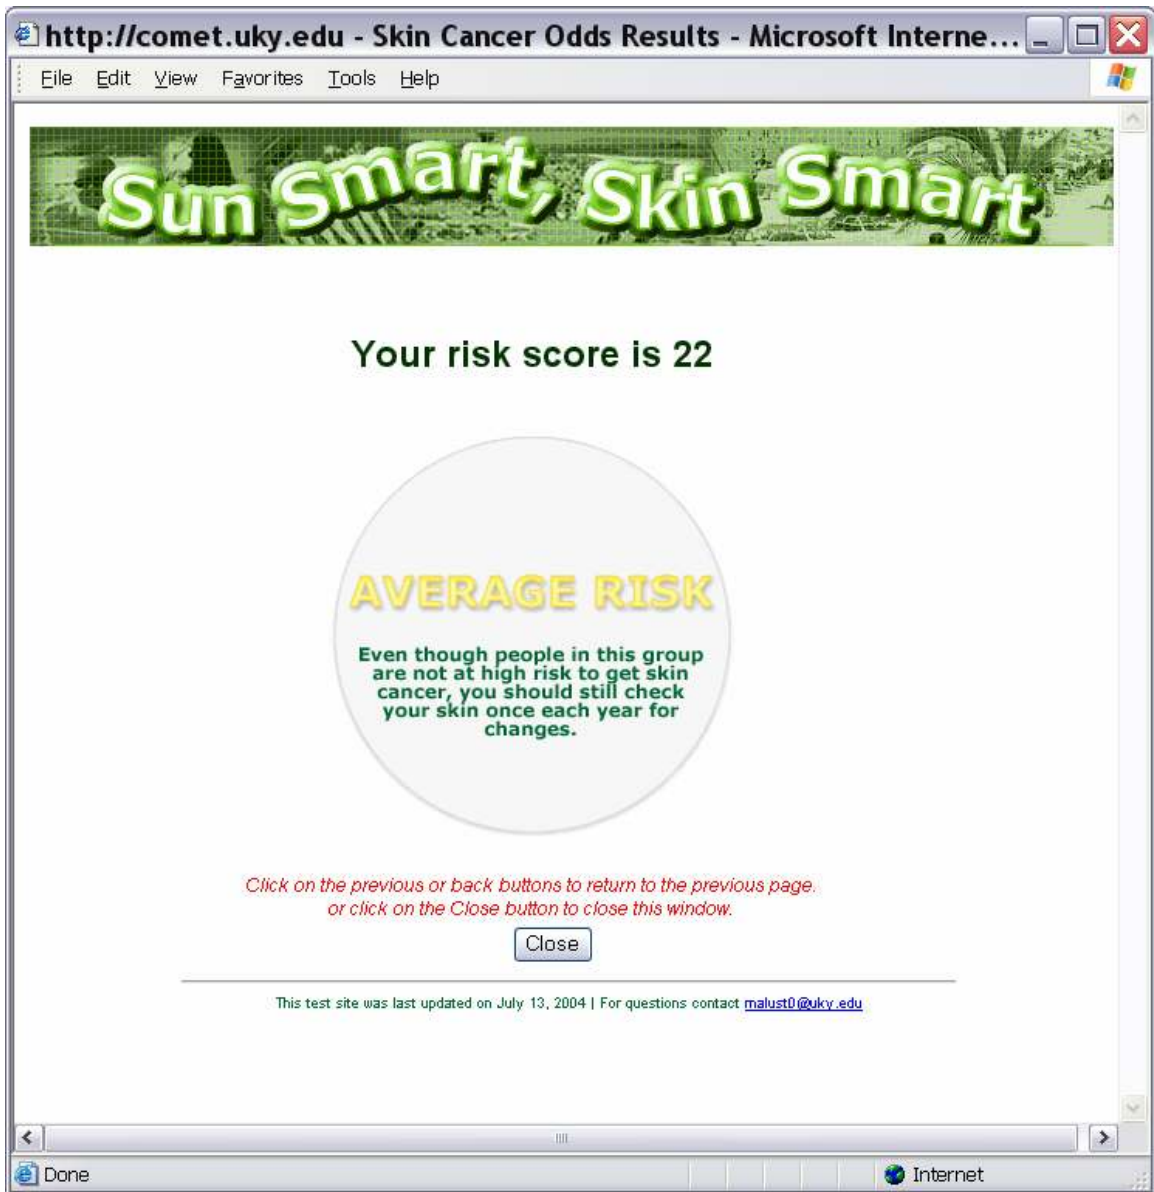 http://comet.uky.edu - Skin Cancer Odds Results - Microsoft Interne...
File Edit View Favorites Tools Help
Sun Smart, Skin Smart
Your risk score is 22
AVERAGE RISK
Even though people in this group
are not at high risk to get skin
cancer, you should still check
your skin once each year for
changes.
Click on the previous or back buttons to return to the previous page.
or click on the Close button to close this window.
Close
This test site was last updated on July 13, 2004 | For questions contact malust0@uky.edu
Done Internet